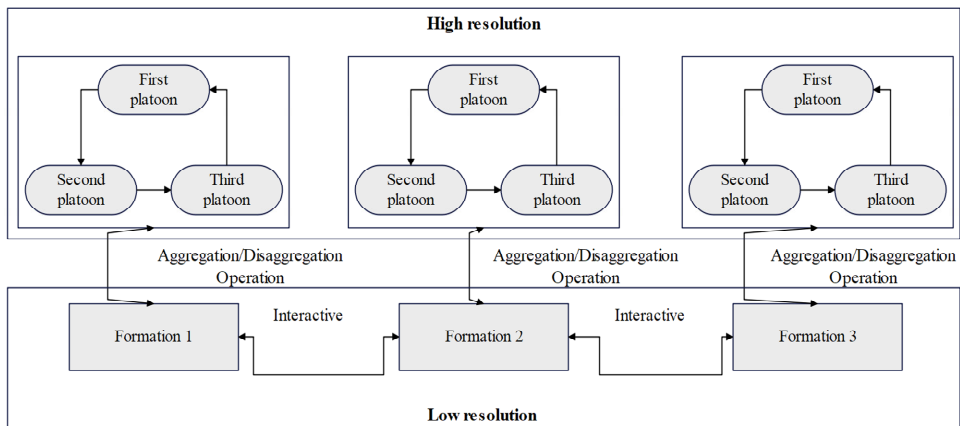 High resolution
First
platoon
First
platoon
First
platoon
Second
platoon
Third
platoon
Second
platoon
Third
platoon
Second
platoon
Third
platoon
Aggregation/Disaggregation
Operation
Aggregation/Disaggregation
Operation
Aggregation/Disaggregation
Operation
Formation 1
Interactive
Formation 2
Interactive
Formation 3
Low resolution